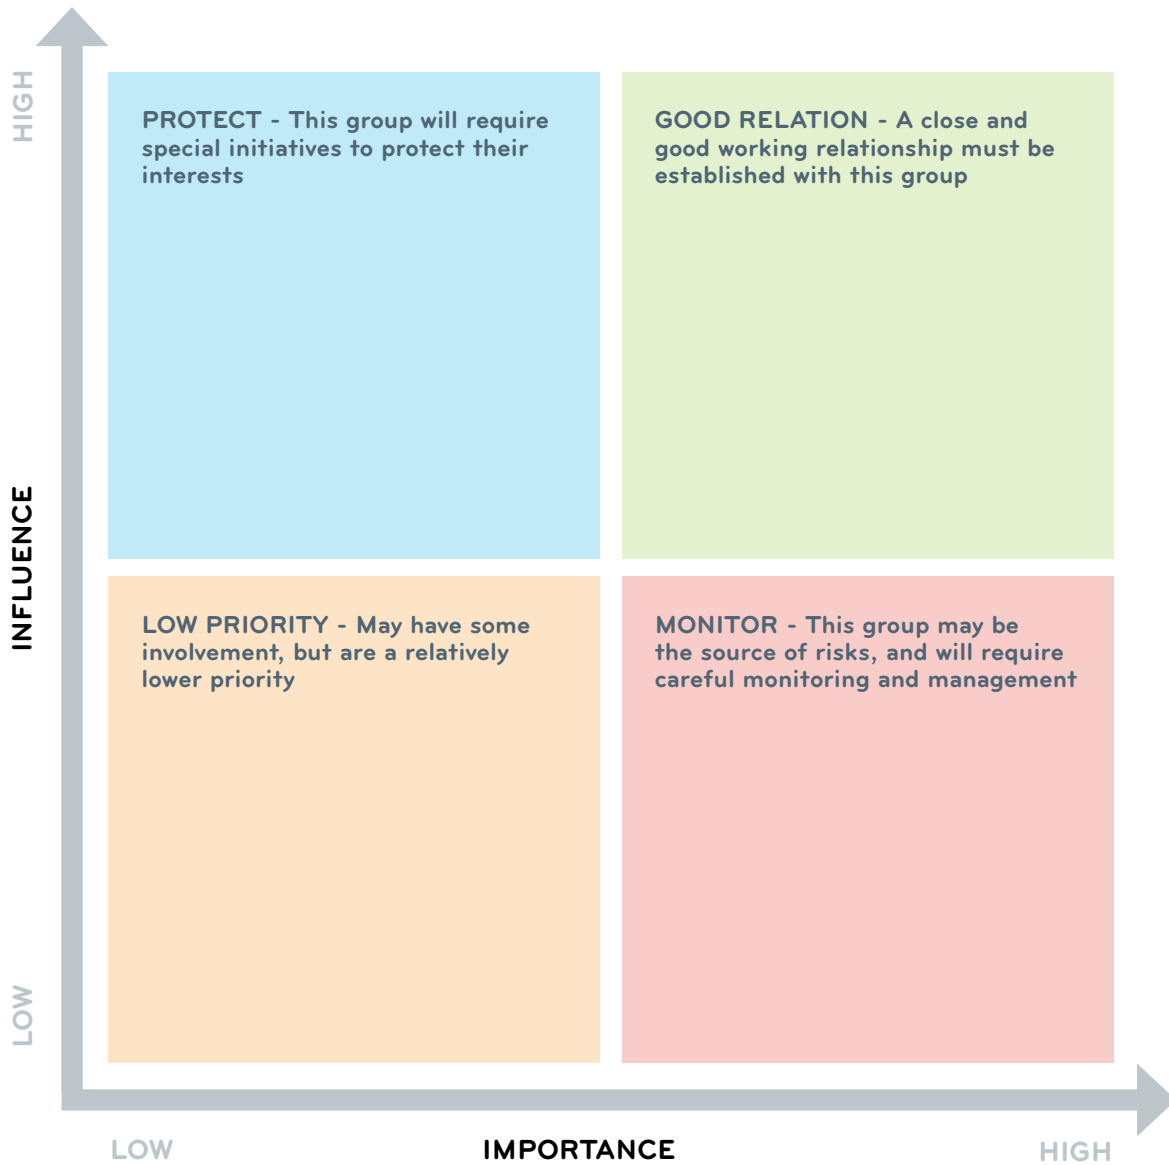 HIGH
PROTECT - This group will require
special initiatives to protect their
interests
GOOD RELATION - A close and
good working relationship must be
established with this group
INFLUENCE
LOW PRIORITY - May have some
involvement, but are a relatively
lower priority
MONITOR - This group may be
the source of risks, and will require
careful monitoring and management
LOW
LOW
IMPORTANCE
HIGH